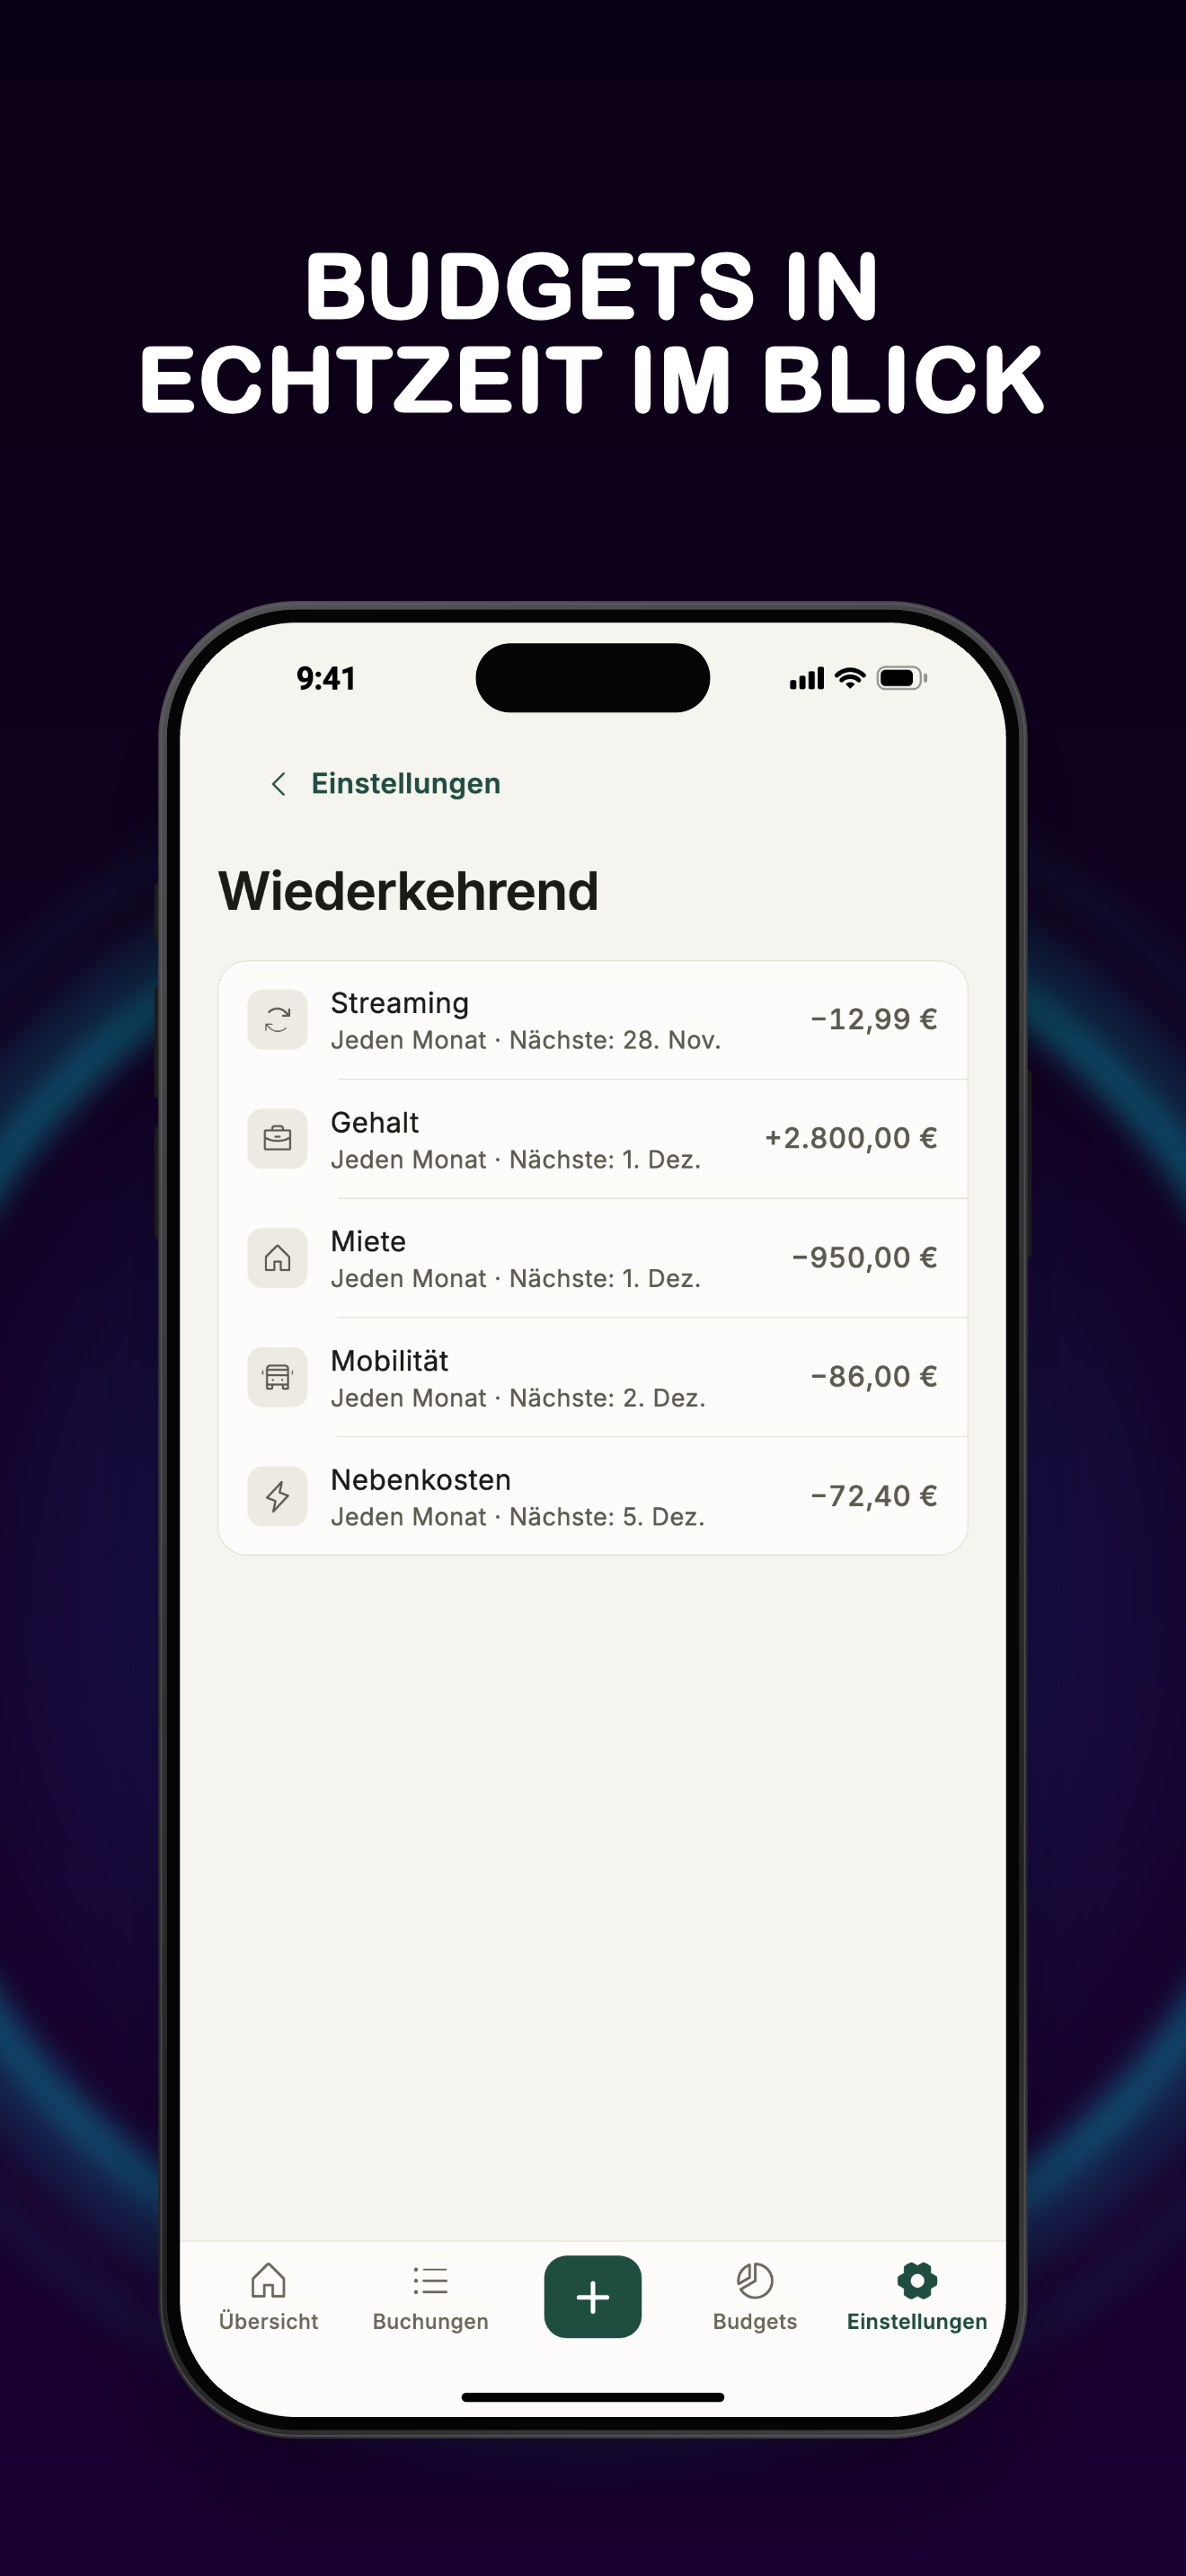 BUDGETS IN
ECHTZEIT IM BLICK
9:41
Einstellungen
Wiederkehrend
Streaming
Jeden Monat · Nächste: 28. Nov.
−12,99 €
Gehalt
Jeden Monat · Nächste: 1. Dez.
+2.800,00 €
Miete
Jeden Monat · Nächste: 1. Dez.
−950,00 €
Mobilität
Jeden Monat · Nächste: 2. Dez.
−86,00 €
Nebenkosten
Jeden Monat · Nächste: 5. Dez.
−72,40 €
Übersicht
Buchungen
Budgets
Einstellungen